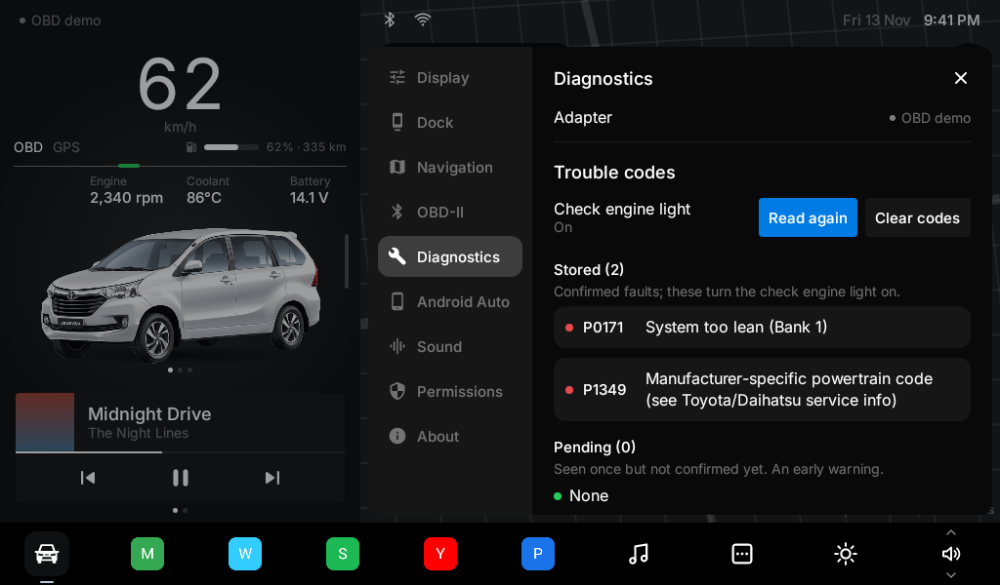 OBD demo
Fri 13 Nov 9:41 PM
62
km/h
OBD GPS
62% · 335 km
Engine Coolant Battery
2,340 rpm 86°C 14.1 V
Midnight Drive
The Night Lines
Display
Dock
Navigation
OBD-II
Diagnostics
Android Auto
Sound
Permissions
About
Diagnostics
Adapter OBD demo
Trouble codes
Check engine light
On
Read again Clear codes
Stored (2)
Confirmed faults; these turn the check engine light on.
P0171 System too lean (Bank 1)
P1349 Manufacturer-specific powertrain code
(see Toyota/Daihatsu service info)
Pending (0)
Seen once but not confirmed yet. An early warning.
None
M W S Y P